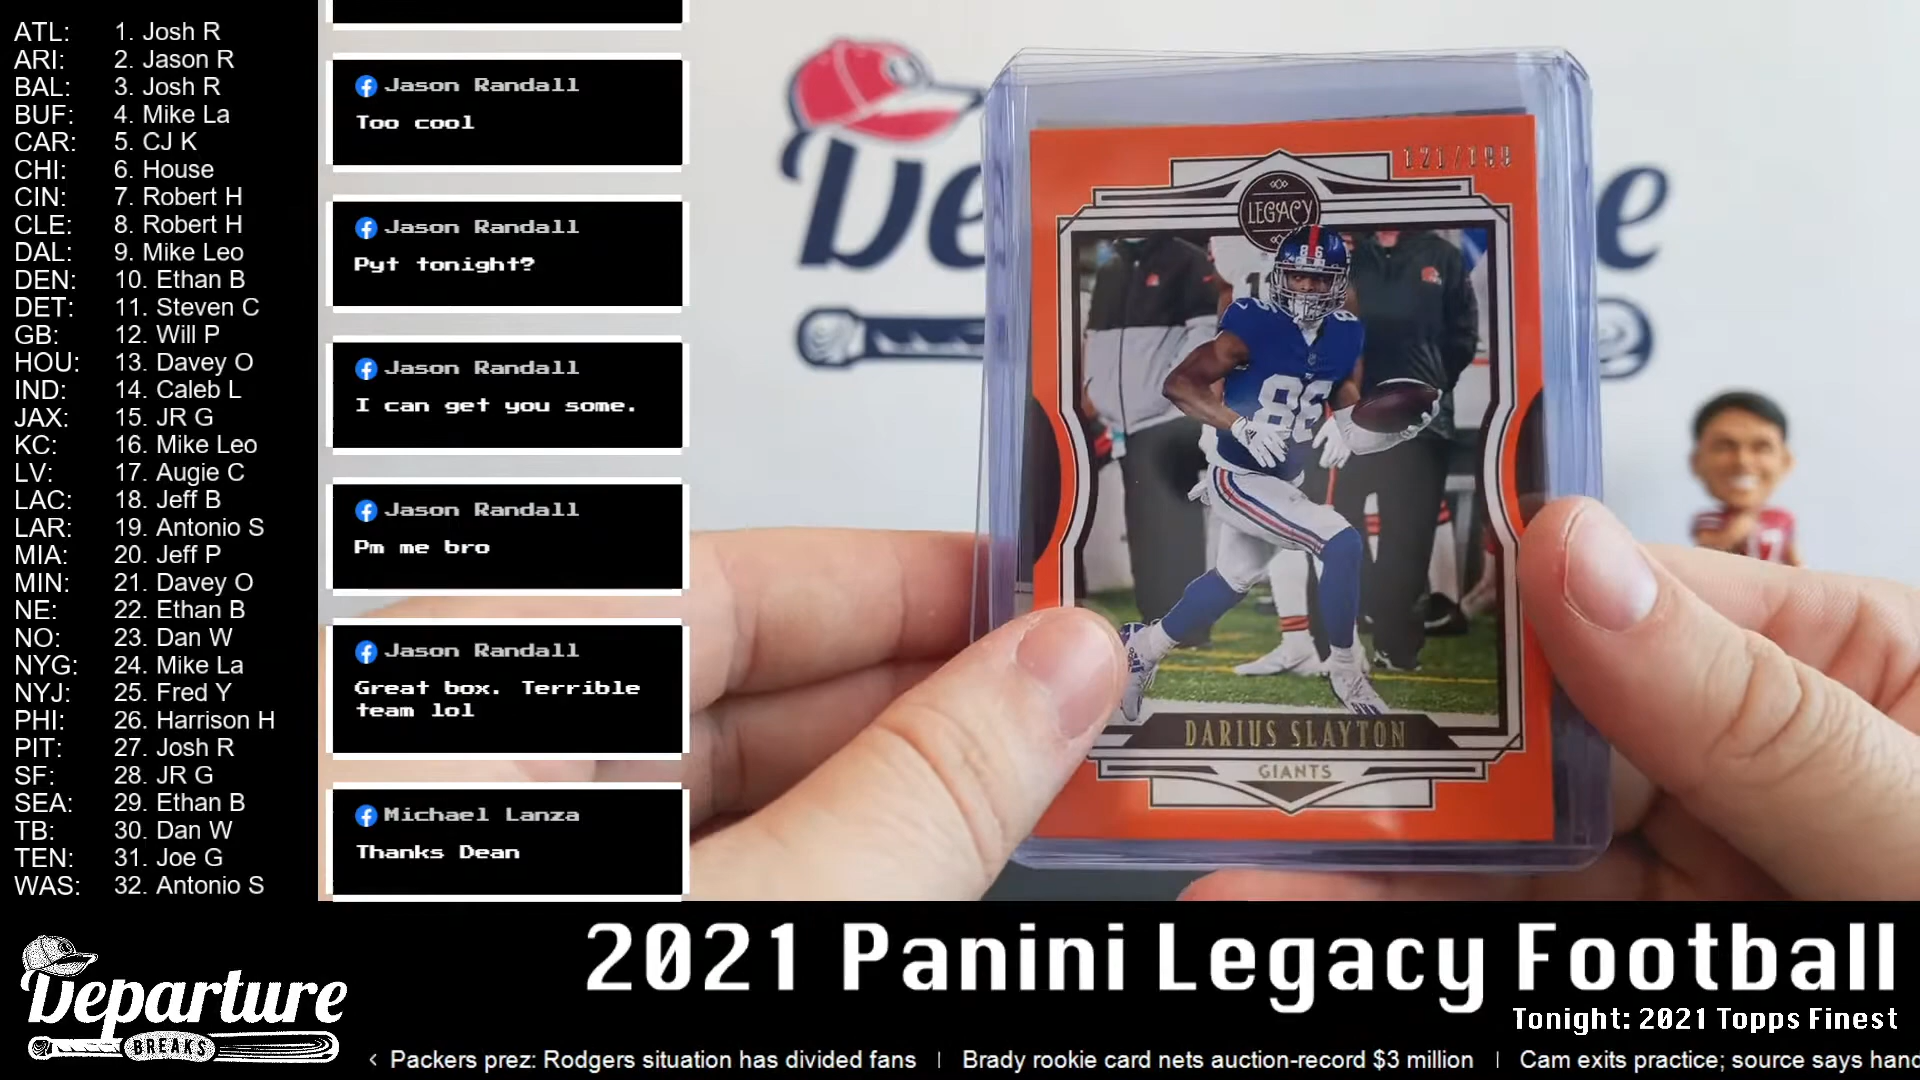 ATL: 1. Josh R
ARI: 2. Jason R
BAL: 3. Josh R
BUF: 4. Mike La
CAR: 5. CJ K
CHI: 6. House
CIN: 7. Robert H
CLE: 8. Robert H
DAL: 9. Mike Leo
DEN: 10. Ethan B
DET: 11. Steven C
GB: 12. Will P
HOU: 13. Davey O
IND: 14. Caleb L
JAX: 15. JR G
KC: 16. Mike Leo
LV: 17. Augie C
LAC: 18. Jeff B
LAR: 19. Antonio S
MIA: 20. Jeff P
MIN: 21. Davey O
NE: 22. Ethan B
NO: 23. Dan W
NYG: 24. Mike La
NYJ: 25. Fred Y
PHI: 26. Harrison H
PIT: 27. Josh R
SF: 28. JR G
SEA: 29. Ethan B
TB: 30. Dan W
TEN: 31. Joe G
WAS: 32. Antonio S
Jason Randall
Too cool
Jason Randall
Pyt tonight?
Jason Randall
I can get you some.
Jason Randall
Pm me bro
Jason Randall
Great box. Terrible
team lol
Michael Lanza
Thanks Dean
De
e
121/199
LEGACY
86
86
86
DARIUS SLAYTON
GIANTS
Departure
BREAKS
2021 Panini Legacy Football
Tonight: 2021 Topps Finest
< Packers prez: Rodgers situation has divided fans | Brady rookie card nets auction-record $3 million | Cam exits practice; source says hand